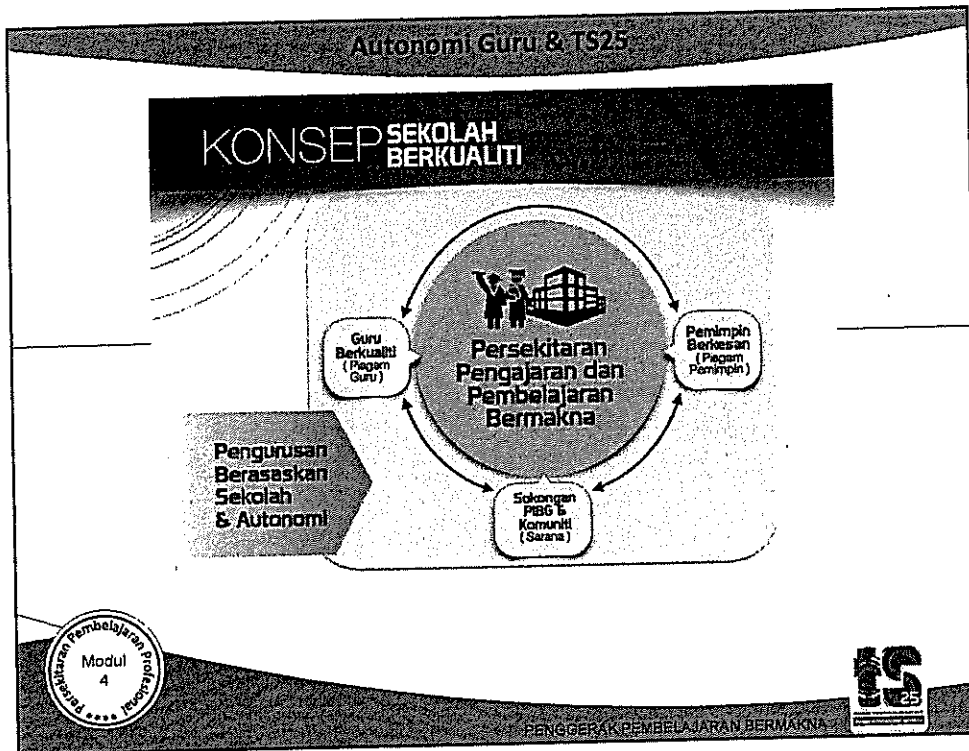 Autonomi Guru & TS25
KONSEP SEKOLAH
BERKUALITI
Guru
Berkualiti
(Piagam
Guru)
Persekitaran
Pengajaran dan
Pembelajaran
Bermakna
Pemimpin
Berkesan
(Piagam
Pemimpin)
Pengurusan
Berasaskan
Sekolah
& Autonomi
Sokongan
PIBG &
Komuniti
(Sarana)
Persekitaran Pembelajaran Profesional
Modul
4
TS
25
PENGGERAK PEMBELAJARAN BERMAKNA